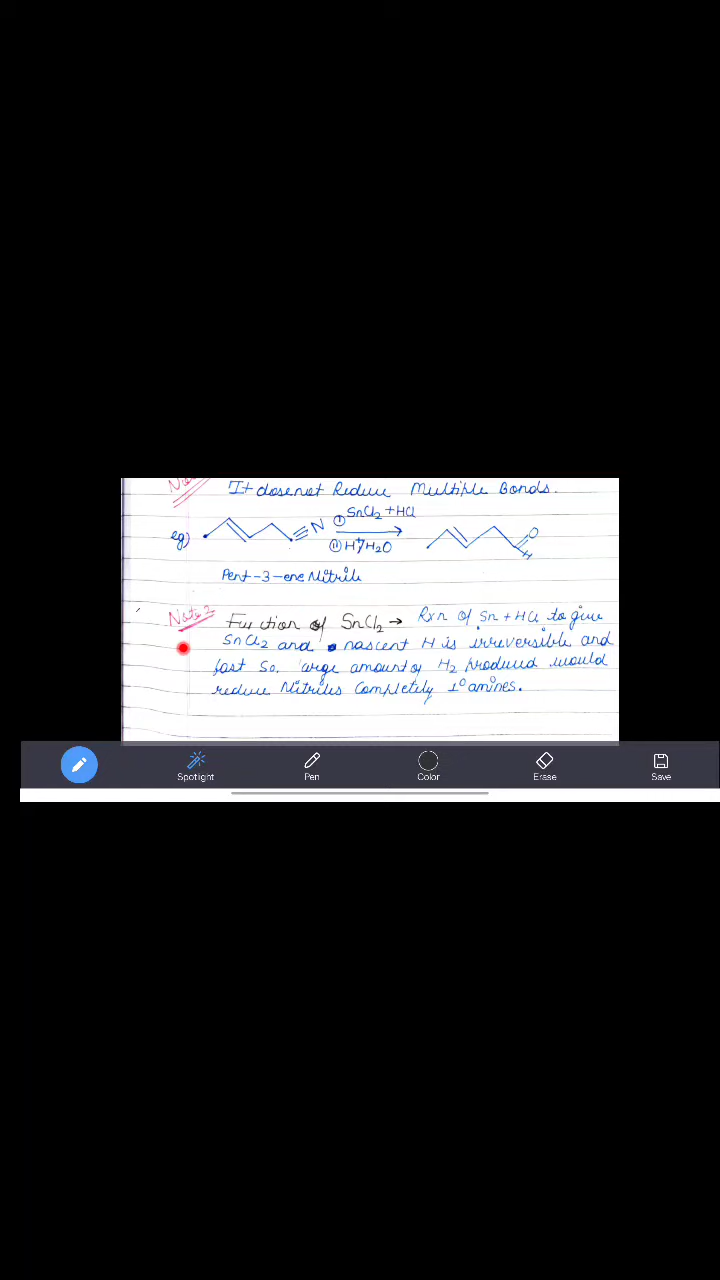 It dose not Reduce Multiple Bonds.
eg) ≡N ① SnCl2 + HCl
② H+/H2O
O
H
Pent-3-ene Nitrile
Note 2 Function of SnCl2 → Rxn of Sn + HCl to give
SnCl2 and nascent H is irreversible and
fast So, large amount of H2 produced would
reduce Nitriles Completely 1° amines.
Spotlight Pen Color Erase Save